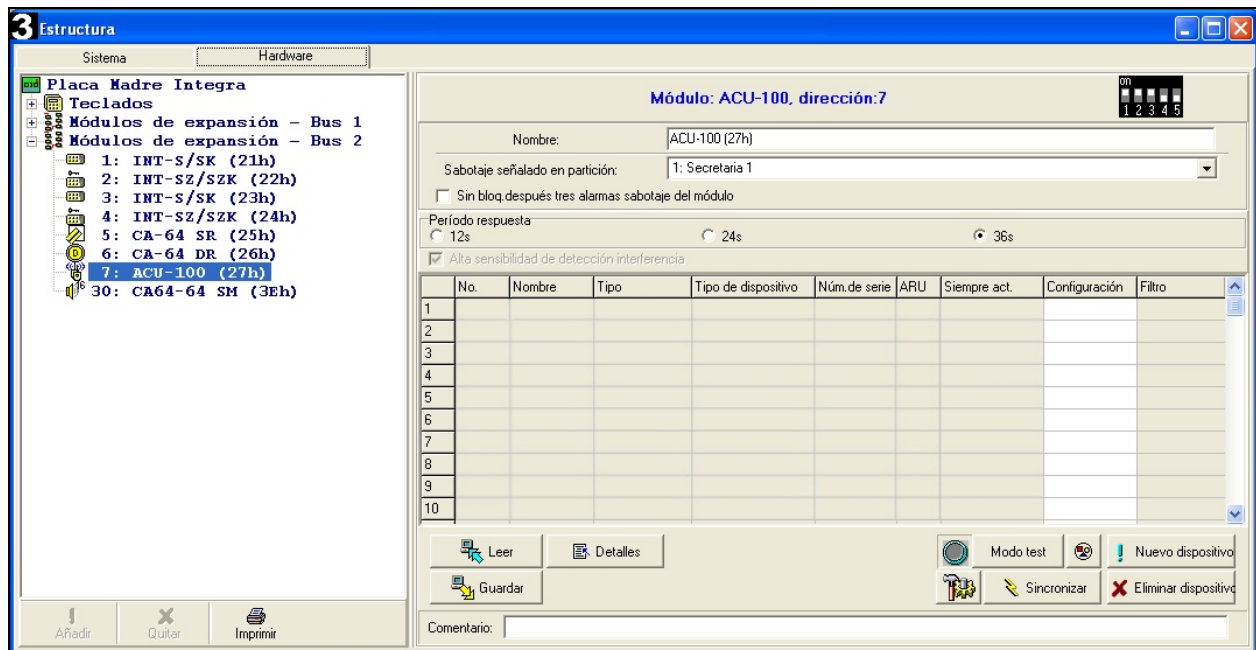 3 Estructura
Sistema Hardware
Placa Madre Integra
Teclados
Módulos de expansión – Bus 1
Módulos de expansión – Bus 2
1: INT-S/SK (21h)
2: INT-SZ/SZK (22h)
3: INT-S/SK (23h)
4: INT-SZ/SZK (24h)
5: CA-64 SR (25h)
6: CA-64 DR (26h)
7: ACU-100 (27h)
30: CA64-64 SM (3Eh)
Añadir Quitar Imprimir
Módulo: ACU-100, dirección:7
on
1 2 3 4 5
Nombre: ACU-100 (27h)
Sabotaje señalado en partición: 1: Secretaria 1
Sin bloq.después tres alarmas sabotaje del módulo
Período respuesta
12s 24s 36s
Alta sensibilidad de detección interferencia
No. Nombre Tipo Tipo de dispositivo Núm.de serie ARU Siempre act. Configuración Filtro
1
2
3
4
5
6
7
8
9
10
Leer Detalles Modo test Nuevo dispositivo
Guardar Sincronizar Eliminar dispositivo
Comentario: